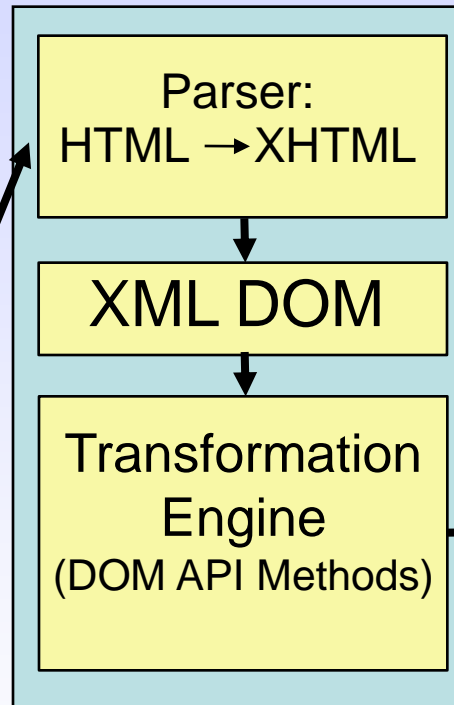 Parser:
HTML → XHTML
XML DOM
Transformation
Engine
(DOM API Methods)